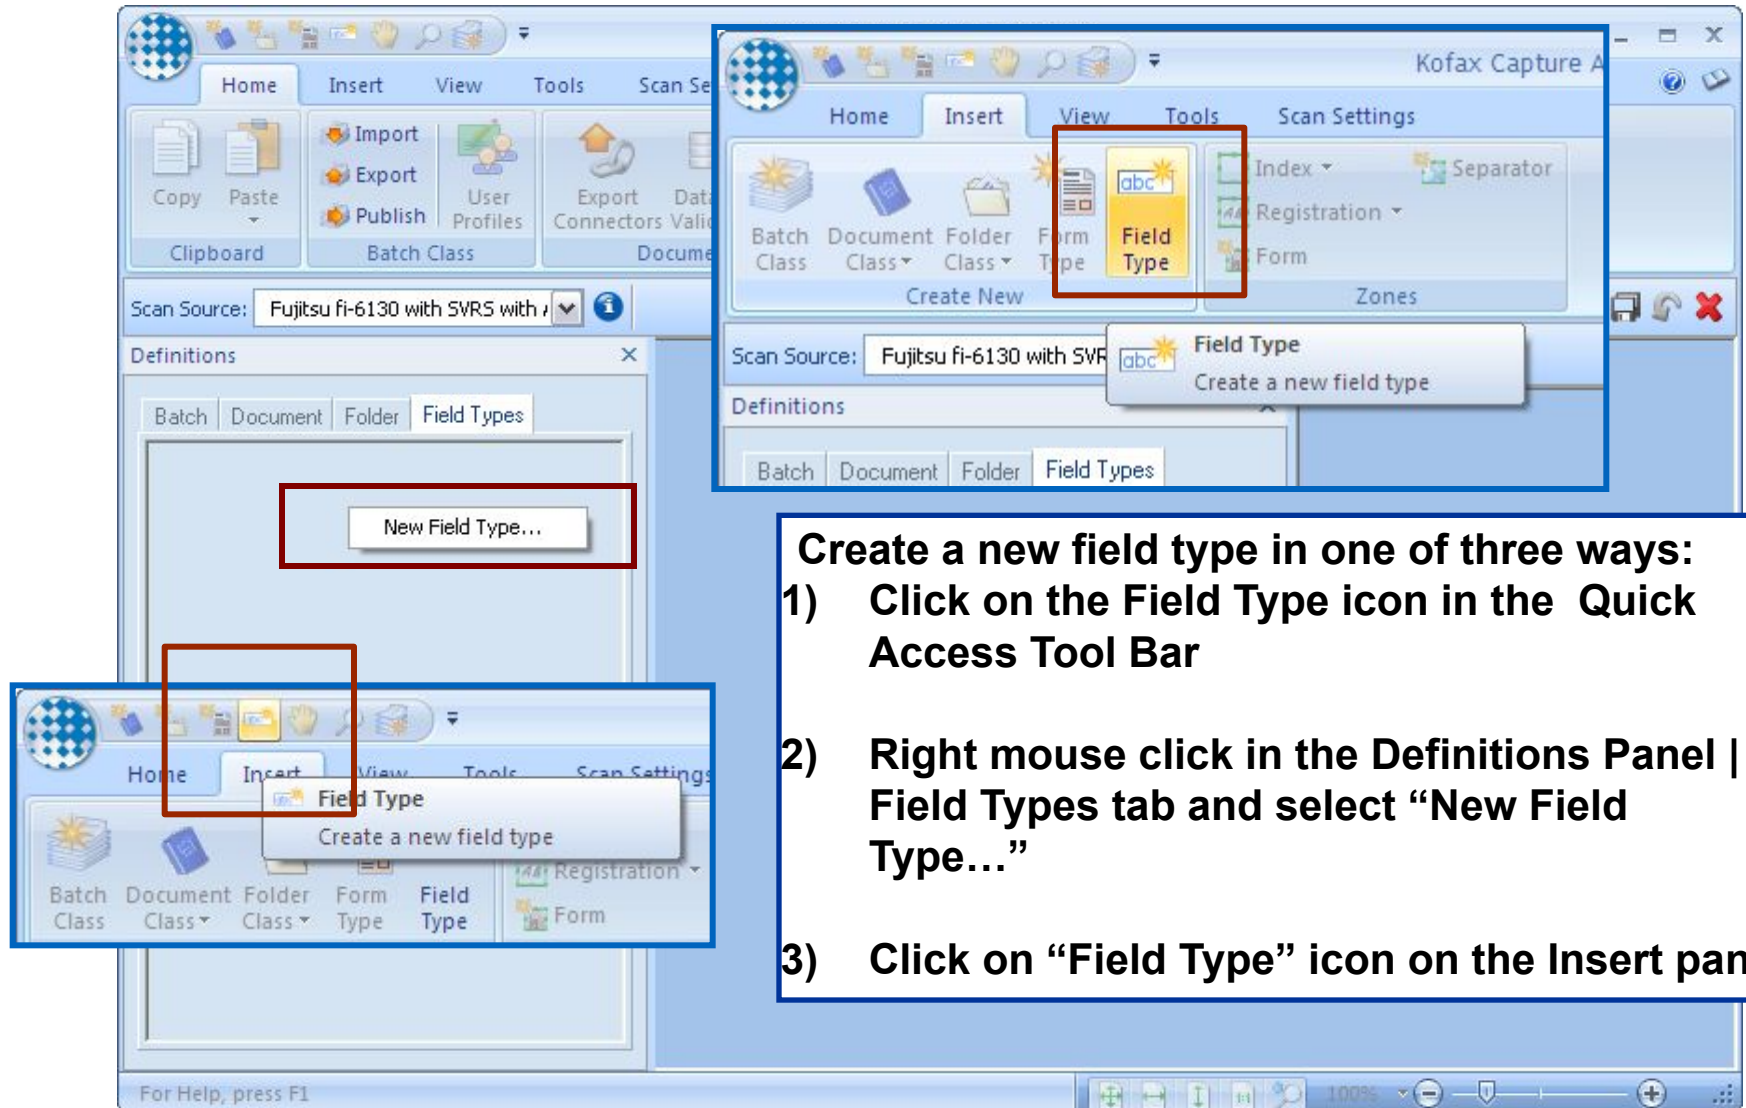 Home Insert View Tools Scan Se
Copy Paste
Import
Export
Publish
User Profiles
Export Connectors
Data
Valid
Clipboard Batch Class Docume
Scan Source: Fujitsu fi-6130 with SVRS with
Definitions
Batch Document Folder Field Types
New Field Type...
For Help, press F1
100%
Kofax Capture A
Home Insert View Tools Scan Settings
Batch Class
Document Class
Folder Class
Form Type
Field Type
Index
Registration
Form
Separator
Create New Zones
Scan Source: Fujitsu fi-6130 with SVR
Field Type
Create a new field type
Definitions
Batch Document Folder Field Types
Home Insert View Tools Scan Settings
Field Type
Create a new field type
Registration
Form
Batch Class
Document Class
Folder Class
Form Type
Field Type
Create a new field type in one of three ways:
1) Click on the Field Type icon in the Quick
Access Tool Bar
2) Right mouse click in the Definitions Panel |
Field Types tab and select “New Field
Type…”
3) Click on “Field Type” icon on the Insert pan